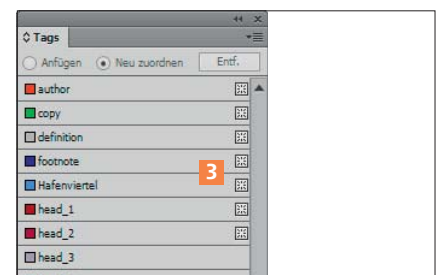 Tags
Anfügen Neu zuordnen Entf.
author
copy
definition
footnote
3
Hafenviertel
head_1
head_2
head_3